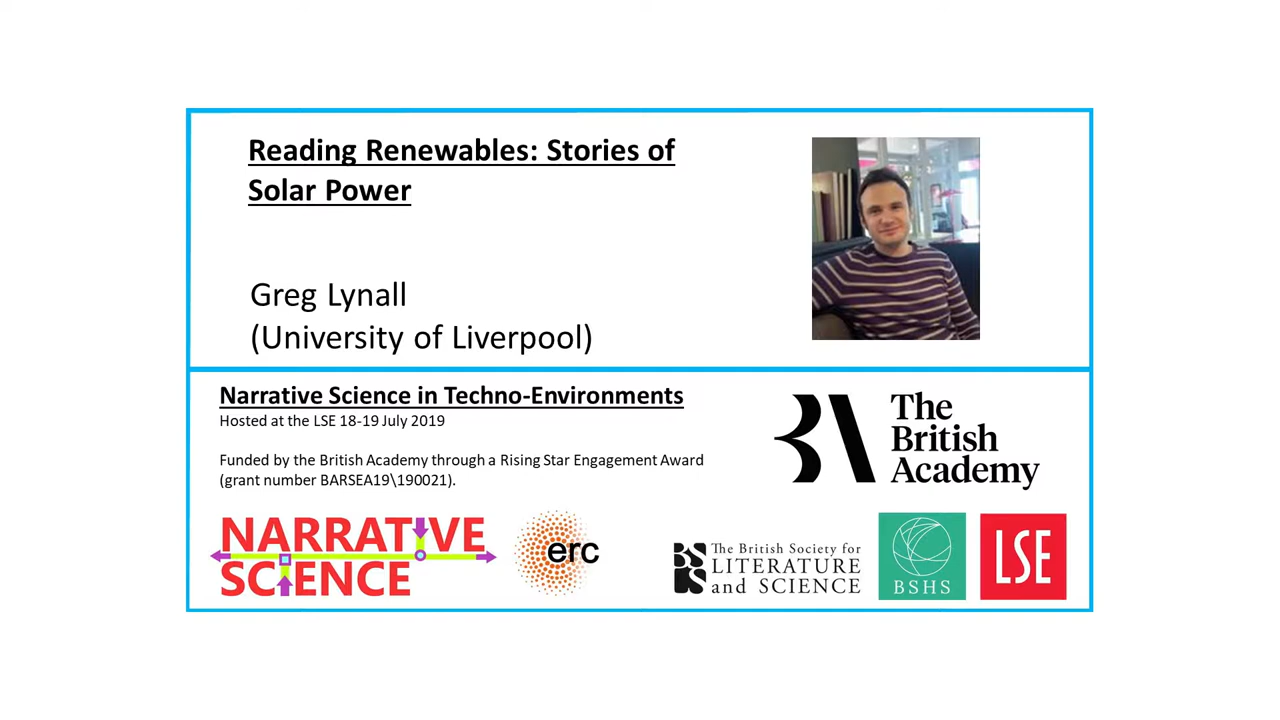 Reading Renewables: Stories of
Solar Power
Greg Lynall
(University of Liverpool)
Narrative Science in Techno-Environments
Hosted at the LSE 18-19 July 2019
Funded by the British Academy through a Rising Star Engagement Award
(grant number BARSEA19\190021).
The
British
Academy
NARRATIVE
SCIENCE
erc
BS
LS
The British Society for
LITERATURE
and SCIENCE
BSHS
LSE